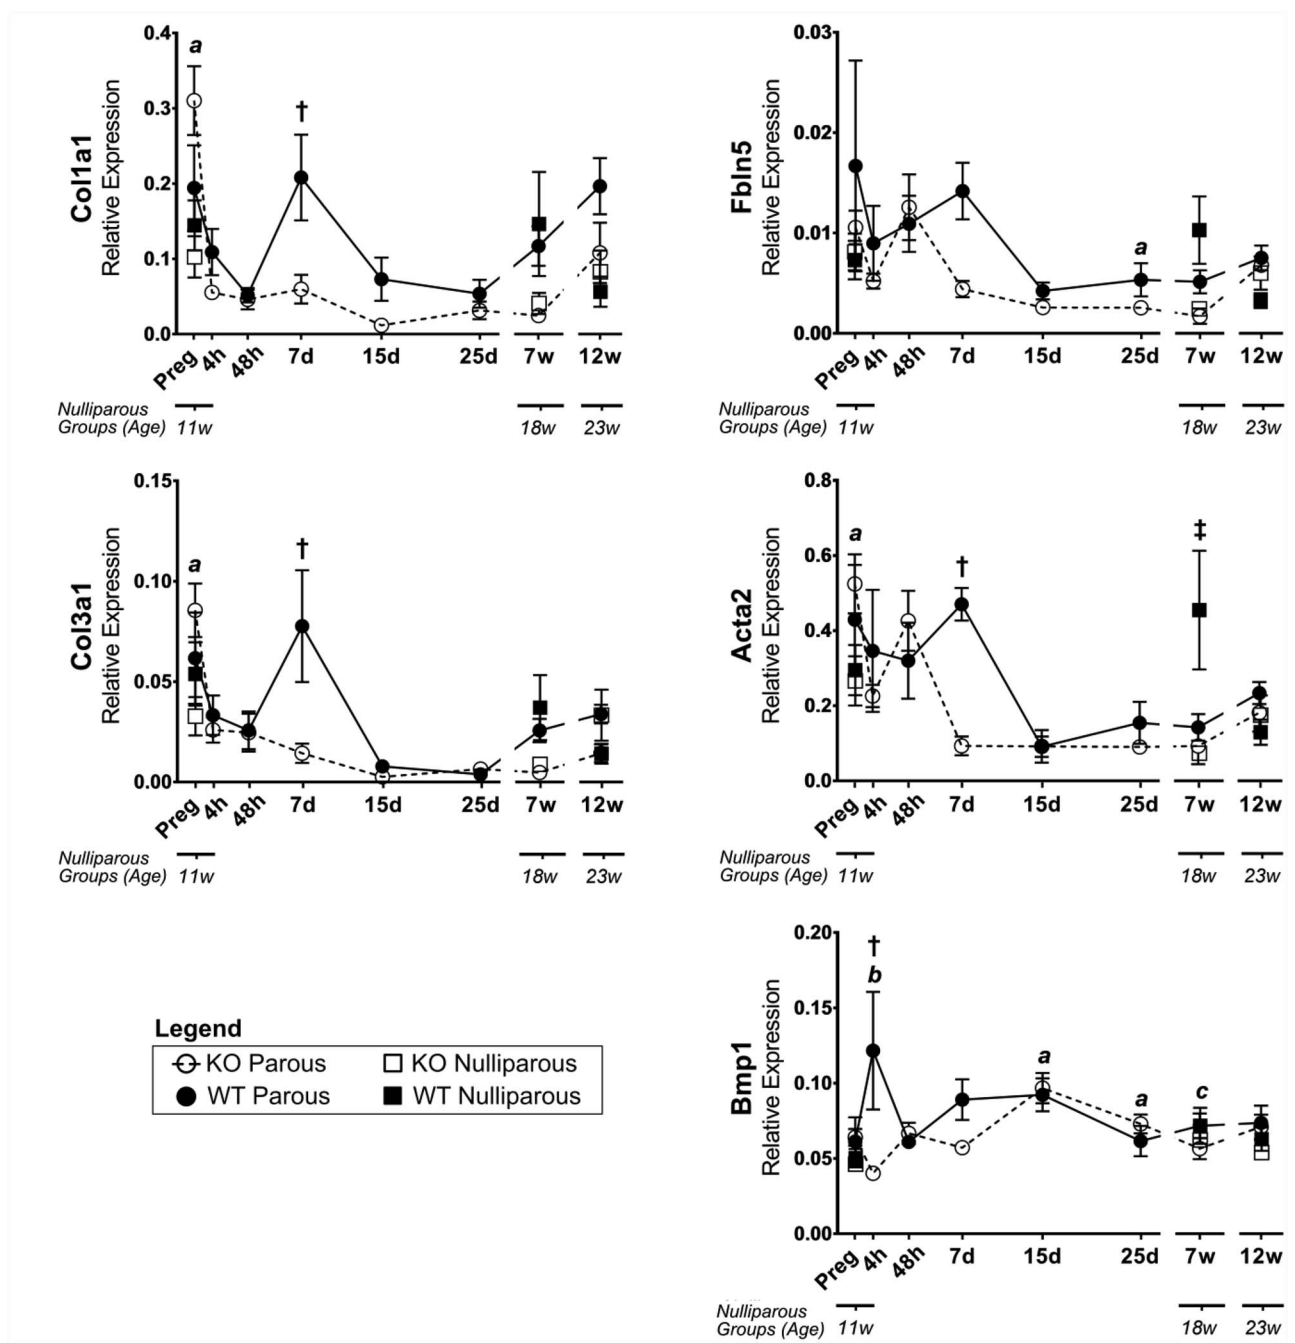 Col1a1
Relative Expression
0.4
0.3
0.2
0.1
0.0
a
†
Preg 4h 48h 7d 15d 25d 7w 12w
Nulliparous
Groups (Age) 11w 18w 23w
Fbln5
Relative Expression
0.03
0.02
0.01
0.00
a
Preg 4h 48h 7d 15d 25d 7w 12w
Nulliparous
Groups (Age) 11w 18w 23w
Col3a1
Relative Expression
0.15
0.10
0.05
0.00
a
†
Preg 4h 48h 7d 15d 25d 7w 12w
Nulliparous
Groups (Age) 11w 18w 23w
Acta2
Relative Expression
0.8
0.6
0.4
0.2
0.0
a
†
‡
Preg 4h 48h 7d 15d 25d 7w 12w
Nulliparous
Groups (Age) 11w 18w 23w
Legend
KO Parous KO Nulliparous
WT Parous WT Nulliparous
Bmp1
Relative Expression
0.20
0.15
0.10
0.05
0.00
†
b
a
a
c
Preg 4h 48h 7d 15d 25d 7w 12w
Nulliparous
Groups (Age) 11w 18w 23w